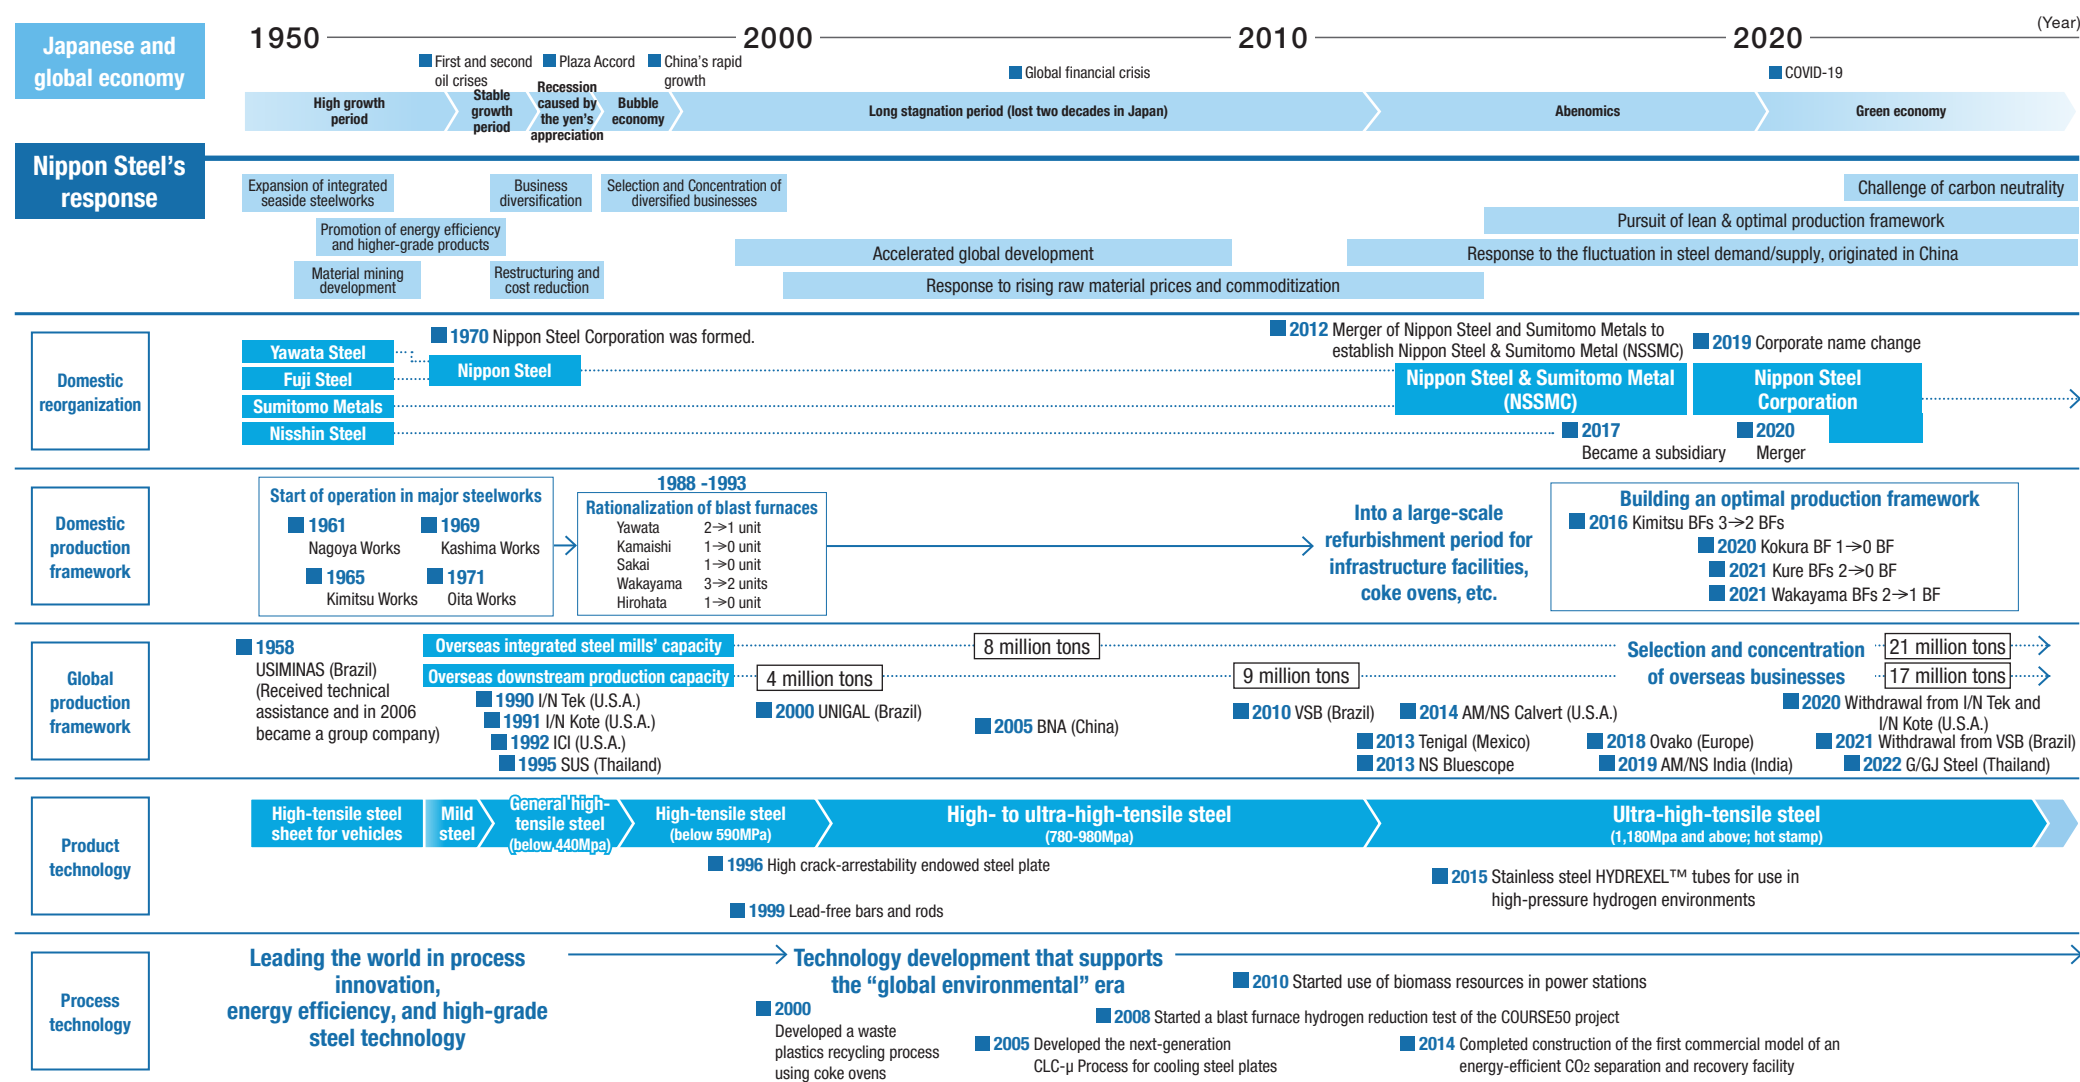 Japanese and
global economy
1950
2000
2010
2020
(Year)
First and second
oil crises
Plaza Accord
China's rapid
growth
Global financial crisis
COVID-19
High growth
period
Stable
growth
period
Recession
caused by
the yen's
appreciation
Bubble
economy
Long stagnation period (lost two decades in Japan)
Abenomics
Green economy
Nippon Steel's
response
Expansion of integrated
seaside steelworks
Business
diversification
Selection and Concentration of
diversified businesses
Challenge of carbon neutrality
Promotion of energy efficiency
and higher-grade products
Pursuit of lean & optimal production framework
Accelerated global development
Response to the fluctuation in steel demand/supply, originated in China
Material mining
development
Restructuring and
cost reduction
Response to rising raw material prices and commoditization
Domestic
reorganization
Yawata Steel
Fuji Steel
Sumitomo Metals
Nisshin Steel
1970 Nippon Steel Corporation was formed.
Nippon Steel
2012 Merger of Nippon Steel and Sumitomo Metals to
establish Nippon Steel & Sumitomo Metal (NSSMC)
2019 Corporate name change
Nippon Steel & Sumitomo Metal
(NSSMC)
Nippon Steel
Corporation
2017
Became a subsidiary
2020
Merger
Domestic
production
framework
Start of operation in major steelworks
1961
Nagoya Works
1969
Kashima Works
1965
Kimitsu Works
1971
Oita Works
1988 -1993
Rationalization of blast furnaces
Yawata 2→1 unit
Kamaishi 1→0 unit
Sakai 1→0 unit
Wakayama 3→2 units
Hirohata 1→0 unit
Into a large-scale
refurbishment period for
infrastructure facilities,
coke ovens, etc.
Building an optimal production framework
2016 Kimitsu BFs 3→2 BFs
2020 Kokura BF 1→0 BF
2021 Kure BFs 2→0 BF
2021 Wakayama BFs 2→1 BF
Global
production
framework
1958
USIMINAS (Brazil)
(Received technical
assistance and in 2006
became a group company)
Overseas integrated steel mills' capacity
8 million tons
21 million tons
Overseas downstream production capacity
4 million tons
9 million tons
17 million tons
Selection and concentration
of overseas businesses
1990 I/N Tek (U.S.A.)
1991 I/N Kote (U.S.A.)
1992 ICI (U.S.A.)
1995 SUS (Thailand)
2000 UNIGAL (Brazil)
2005 BNA (China)
2010 VSB (Brazil)
2014 AM/NS Calvert (U.S.A.)
2013 Tenigal (Mexico)
2013 NS Bluescope
2018 Ovako (Europe)
2019 AM/NS India (India)
2020 Withdrawal from I/N Tek and
I/N Kote (U.S.A.)
2021 Withdrawal from VSB (Brazil)
2022 G/GJ Steel (Thailand)
Product
technology
High-tensile steel
sheet for vehicles
Mild
steel
General high-
tensile steel
(below 440Mpa)
High-tensile steel
(below 590MPa)
High- to ultra-high-tensile steel
(780-980Mpa)
Ultra-high-tensile steel
(1,180Mpa and above; hot stamp)
1996 High crack-arrestability endowed steel plate
1999 Lead-free bars and rods
2015 Stainless steel HYDREXEL™ tubes for use in
high-pressure hydrogen environments
Process
technology
Leading the world in process
innovation,
energy efficiency, and high-grade
steel technology
Technology development that supports
the “global environmental” era
2000
Developed a waste
plastics recycling process
using coke ovens
2010 Started use of biomass resources in power stations
2008 Started a blast furnace hydrogen reduction test of the COURSE50 project
2005 Developed the next-generation
CLC-μ Process for cooling steel plates
2014 Completed construction of the first commercial model of an
energy-efficient CO2 separation and recovery facility